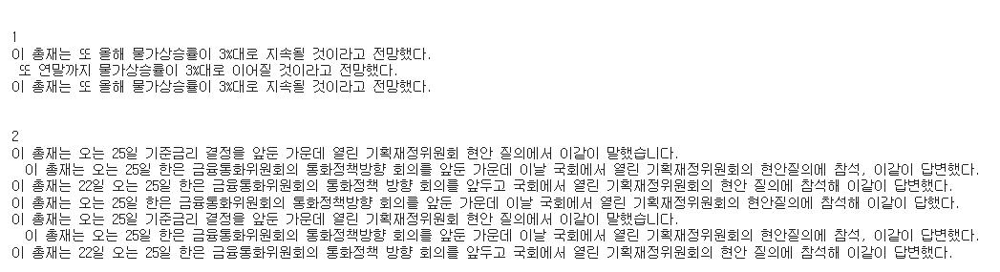 1
이 총재는 또 올해 물가상승률이 3%대로 지속될 것이라고 전망했다.
또 연말까지 물가상승률이 3%대로 이어질 것이라고 전망했다.
이 총재는 또 올해 물가상승률이 3%대로 지속될 것이라고 전망했다.
2
이 총재는 오는 25일 기준금리 결정을 앞둔 가운데 열린 기획재정위원회 현안 질의에서 이같이 말했습니다.
이 총재는 오는 25일 한은 금융통화위원회의 통화정책방향 회의를 앞둔 가운데 이날 국회에서 열린 기획재정위원회의 현안질의에 참석, 이같이 답변했다.
이 총재는 22일 오는 25일 한은 금융통화위원회의 통화정책 방향 회의를 앞두고 국회에서 열린 기획재정위원회의 현안 질의에 참석해 이같이 답변했다.
이 총재는 오는 25일 한은 금융통화위원회의 통화정책방향 회의를 앞둔 가운데 이날 국회에서 열린 기획재정위원회의 현안질의에 참석해 이같이 답했다.
이 총재는 오는 25일 기준금리 결정을 앞둔 가운데 열린 기획재정위원회 현안 질의에서 이같이 말했습니다.
이 총재는 오는 25일 한은 금융통화위원회의 통화정책방향 회의를 앞둔 가운데 이날 국회에서 열린 기획재정위원회의 현안질의에 참석, 이같이 답변했다.
이 총재는 22일 오는 25일 한은 금융통화위원회의 통화정책 방향 회의를 앞두고 국회에서 열린 기획재정위원회의 현안 질의에 참석해 이같이 답변했다.